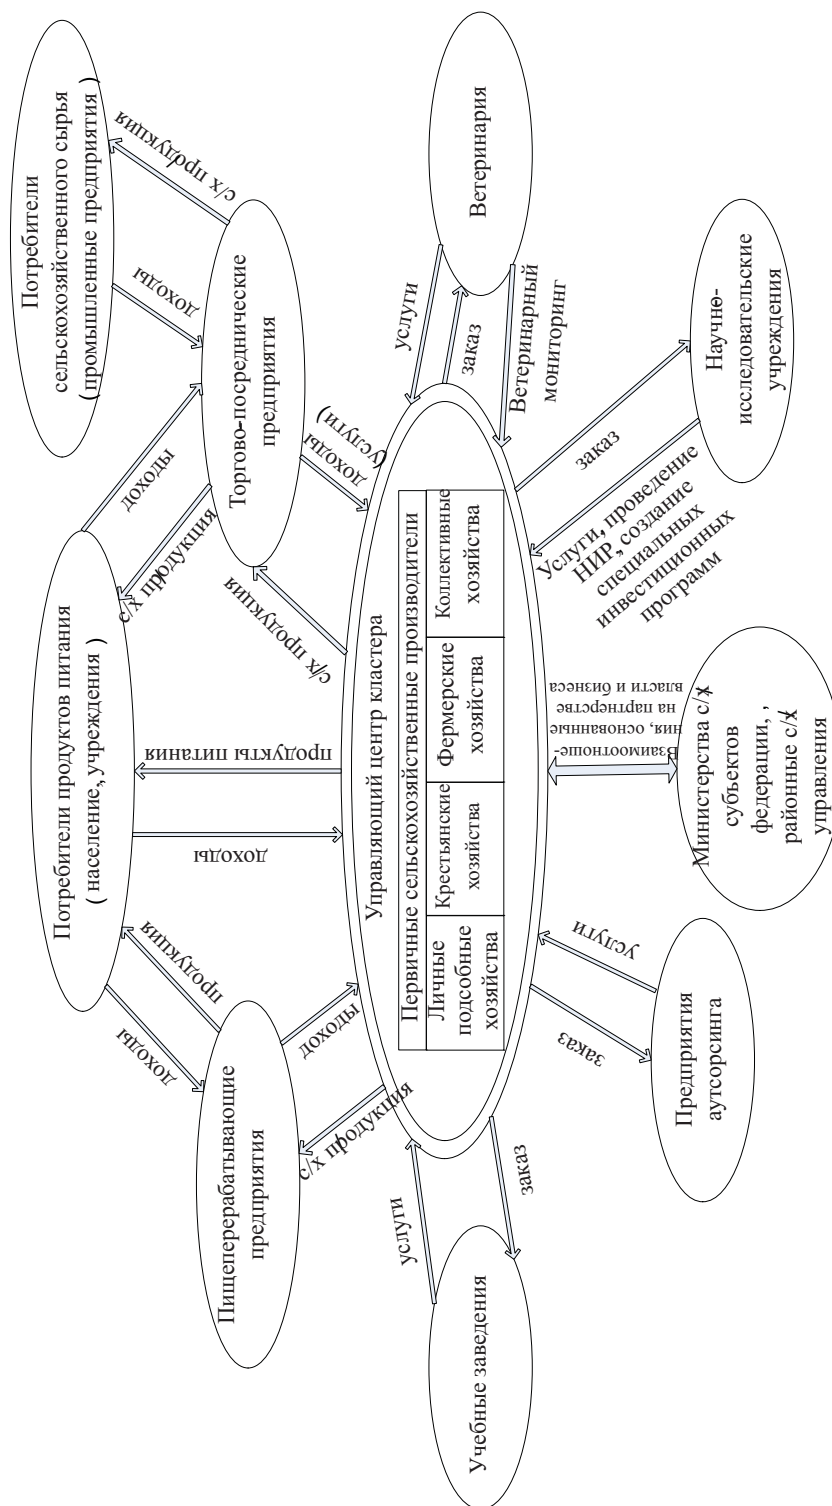 Потребители
сельскохозяйственного сырья
(промышленные предприятия )
с/х продукция
доходы
Торгово-посреднические
предприятия
доходы
с/х продукция
Потребители продуктов питания
( население, учреждения )
доходы
(услуги)
с/х продукция
продукты питания
доходы
продукция
доходы
Пищеперерабатывающие
предприятия
доходы
с/х продукция
Ветеринария
услуги
заказ
Ветеринарный
мониторинг
Управляющий центр кластера
Первичные сельскохозяйственные производители
Личные
подсобные
хозяйства
Крестьянские
хозяйства
Фермерские
хозяйства
Коллективные
хозяйства
услуги
заказ
Учебные заведения
заказ
Услуги, проведение
НИР, создание
специальных
инвестиционных
программ
Научно-
исследовательские
учреждения
Взаимоотноше-
ния, основанные
на партнерстве
власти и бизнеса
Министерства с/х
субъектов
федерации, ,
районные с/х
управления
услуги
заказ
Предприятия
аутсорсинга